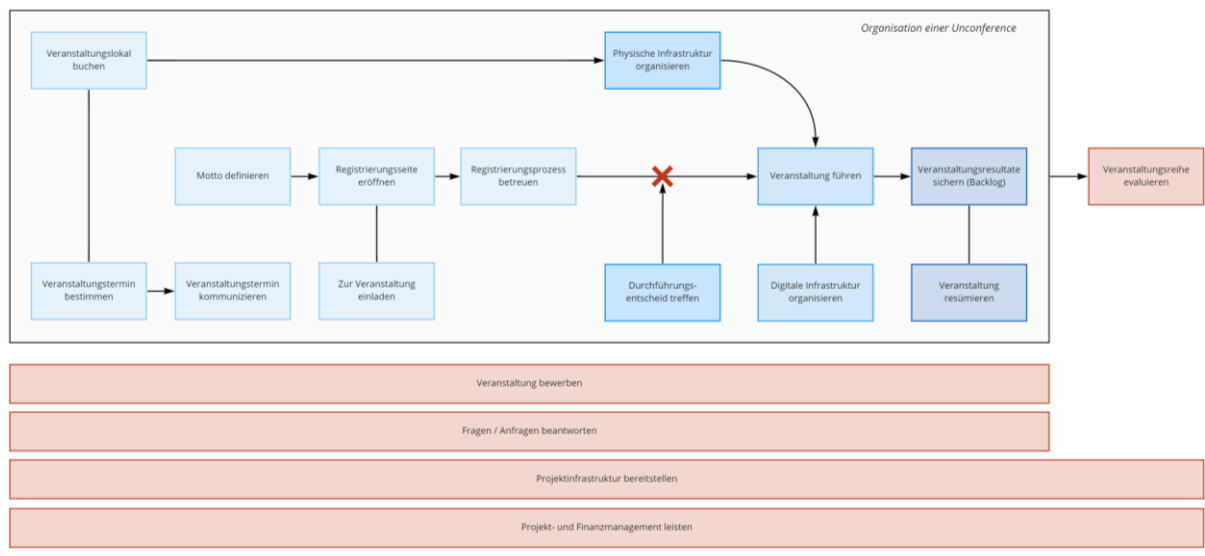 Organisation einer Unconference
Veranstaltungslokal
buchen
Physische Infrastruktur
organisieren
Motto definieren
Registrierungsseite
eröffnen
Registrierungsprozess
betreuen
Veranstaltung führen
Veranstaltungsresultate
sichern (Backlog)
Veranstaltungsreihe
evaluieren
Veranstaltungstermin
bestimmen
Veranstaltungstermin
kommunizieren
Zur Veranstaltung
einladen
Durchführungs-
entscheid treffen
Digitale Infrastruktur
organisieren
Veranstaltung
resümieren
Veranstaltung bewerben
Fragen / Anfragen beantworten
Projektinfrastruktur bereitstellen
Projekt- und Finanzmanagement leisten